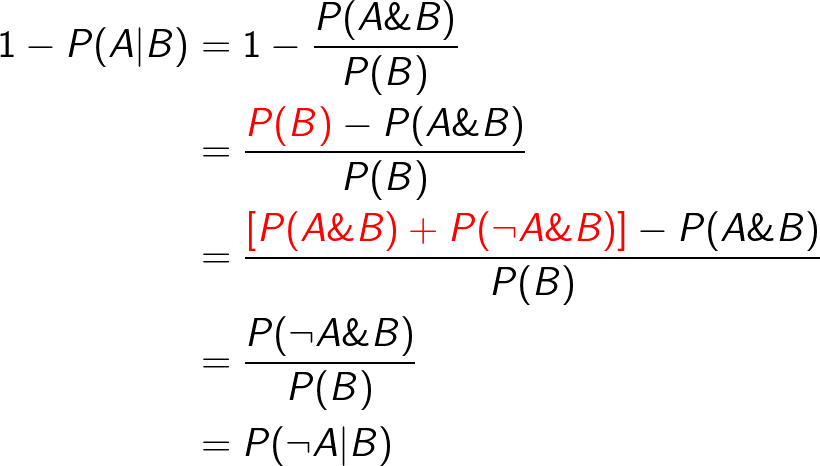 1 − P(A|B) = 1 − P(A&B) / P(B)
= P(B) − P(A&B) / P(B)
= [P(A&B) + P(¬A&B)] − P(A&B) / P(B)
= P(¬A&B) / P(B)
= P(¬A|B)